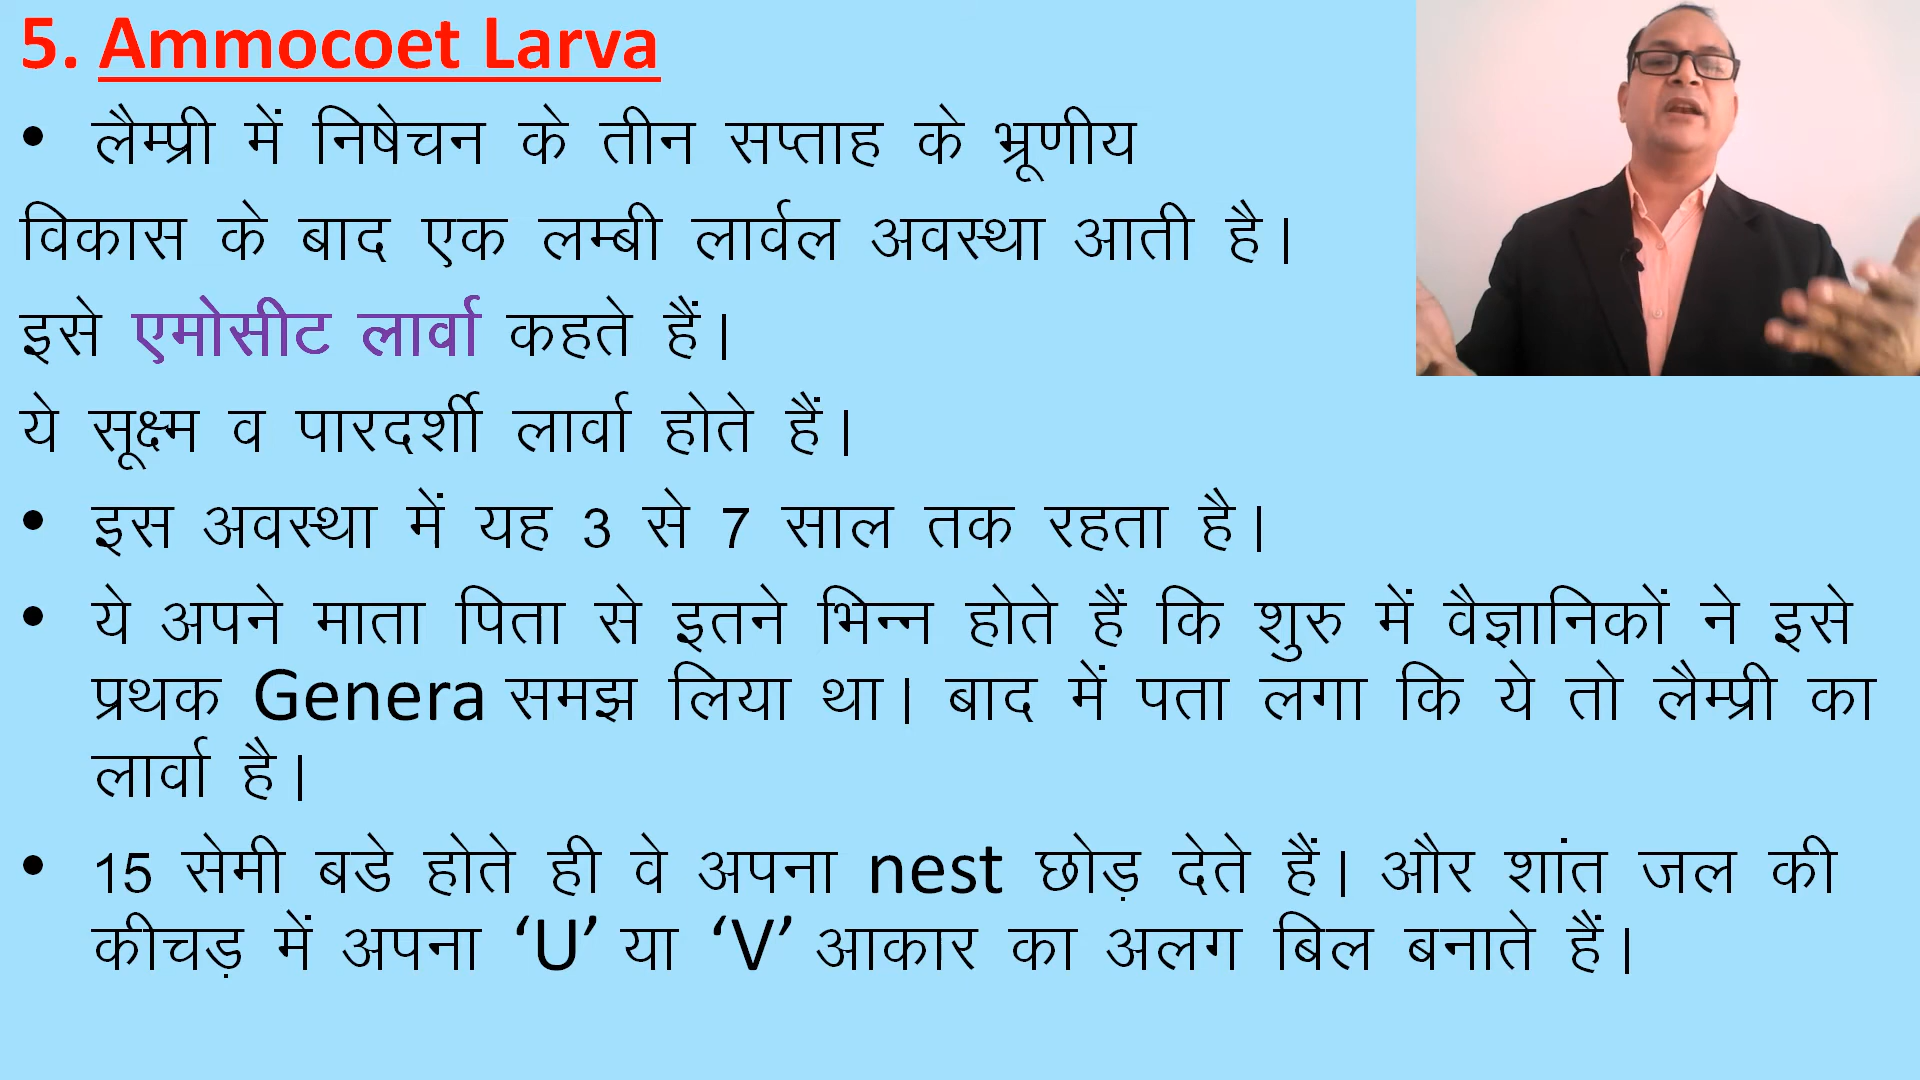 5. Ammocoet Larva
• लैम्प्री में निषेचन के तीन सप्ताह के भ्रूणीय
विकास के बाद एक लम्बी लार्वल अवस्था आती है।
इसे एमोसीट लार्वा कहते हैं।
ये सूक्ष्म व पारदर्शी लार्वा होते हैं।
• इस अवस्था में यह 3 से 7 साल तक रहता है।
• ये अपने माता पिता से इतने भिन्न होते हैं कि शुरु में वैज्ञानिकों ने इसे
प्रथक Genera समझ लिया था। बाद में पता लगा कि ये तो लैम्प्री का
लार्वा है।
• 15 सेमी बडे होते ही वे अपना nest छोड़ देते हैं। और शांत जल की
कीचड़ में अपना ‘U’ या ‘V’ आकार का अलग बिल बनाते हैं।